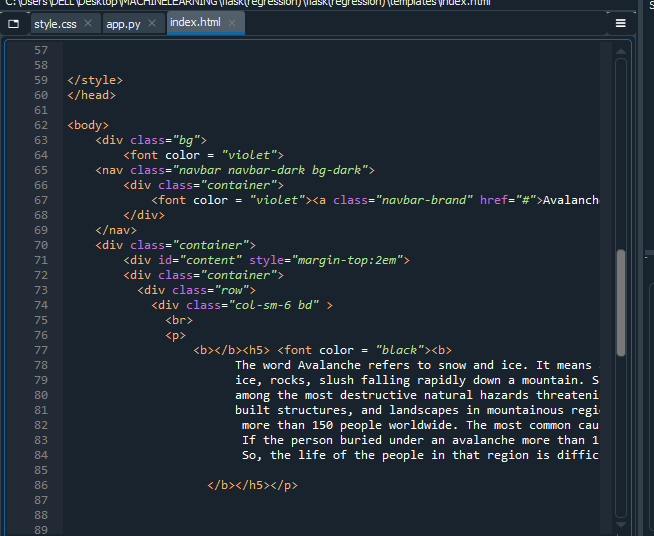 C:\Users\DELL\Desktop\MACHINELEARNING\flask(regression)\flask(regression)\templates\index.html
style.css app.py index.html
57
58
59 </style>
60 </head>
61
62 <body>
63 <div class="bg">
64 <font color = "violet">
65 <nav class="navbar navbar-dark bg-dark">
66 <div class="container">
67 <font color = "violet"><a class="navbar-brand" href="#">Avalanche
68 </div>
69 </nav>
70 <div class="container">
71 <div id="content" style="margin-top:2em">
72 <div class="container">
73 <div class="row">
74 <div class="col-sm-6 bd" >
75 <br>
76 <p>
77 <b></b><h5> <font color = "black"><b>
78 The word Avalanche refers to snow and ice. It means
79 ice, rocks, slush falling rapidly down a mountain. S
80 among the most destructive natural hazards threateni
81 built structures, and landscapes in mountainous regi
82 more than 150 people worldwide. The most common cau
83 If the person buried under an avalanche more than 1
84 So, the life of the people in that region is diffic
85
86 </b></h5></p>
87
88
89